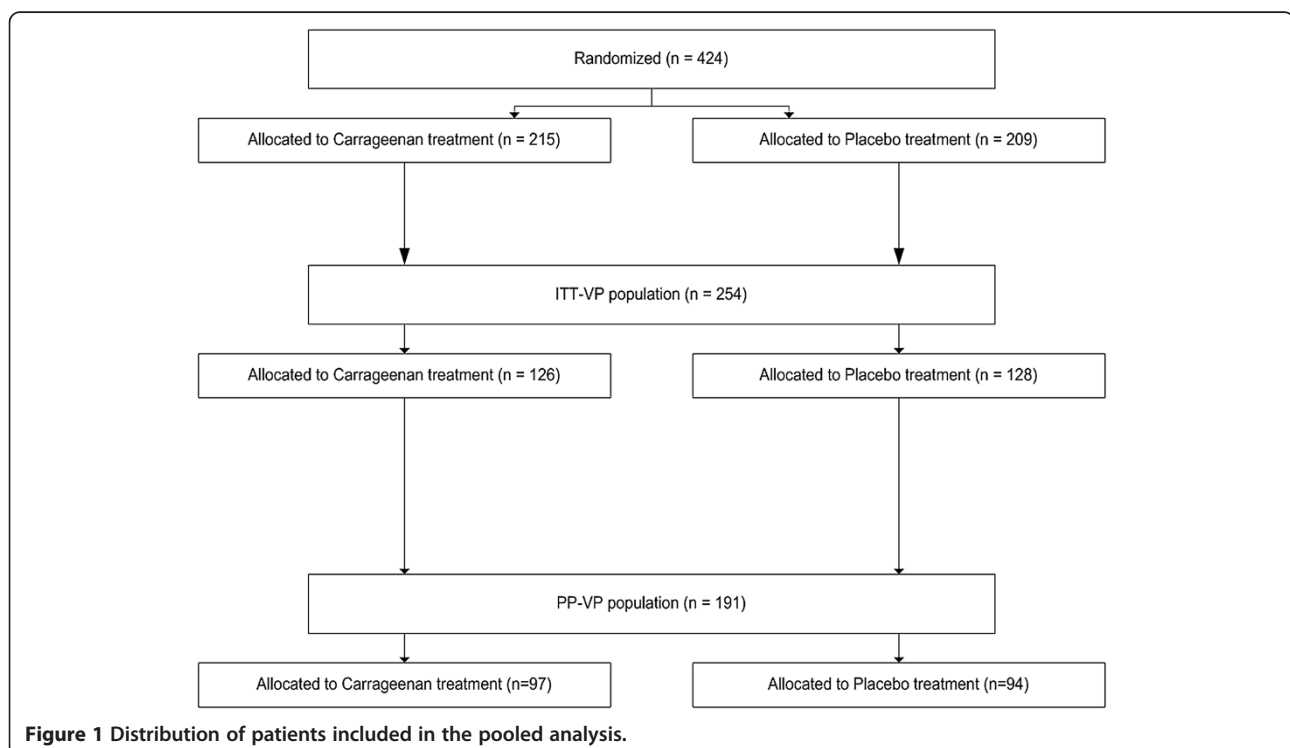 Randomized (n = 424)
Allocated to Carrageenan treatment (n = 215)
Allocated to Placebo treatment (n = 209)
ITT-VP population (n = 254)
Allocated to Carrageenan treatment (n = 126)
Allocated to Placebo treatment (n = 128)
PP-VP population (n = 191)
Allocated to Carrageenan treatment (n=97)
Allocated to Placebo treatment (n=94)
Figure 1 Distribution of patients included in the pooled analysis.